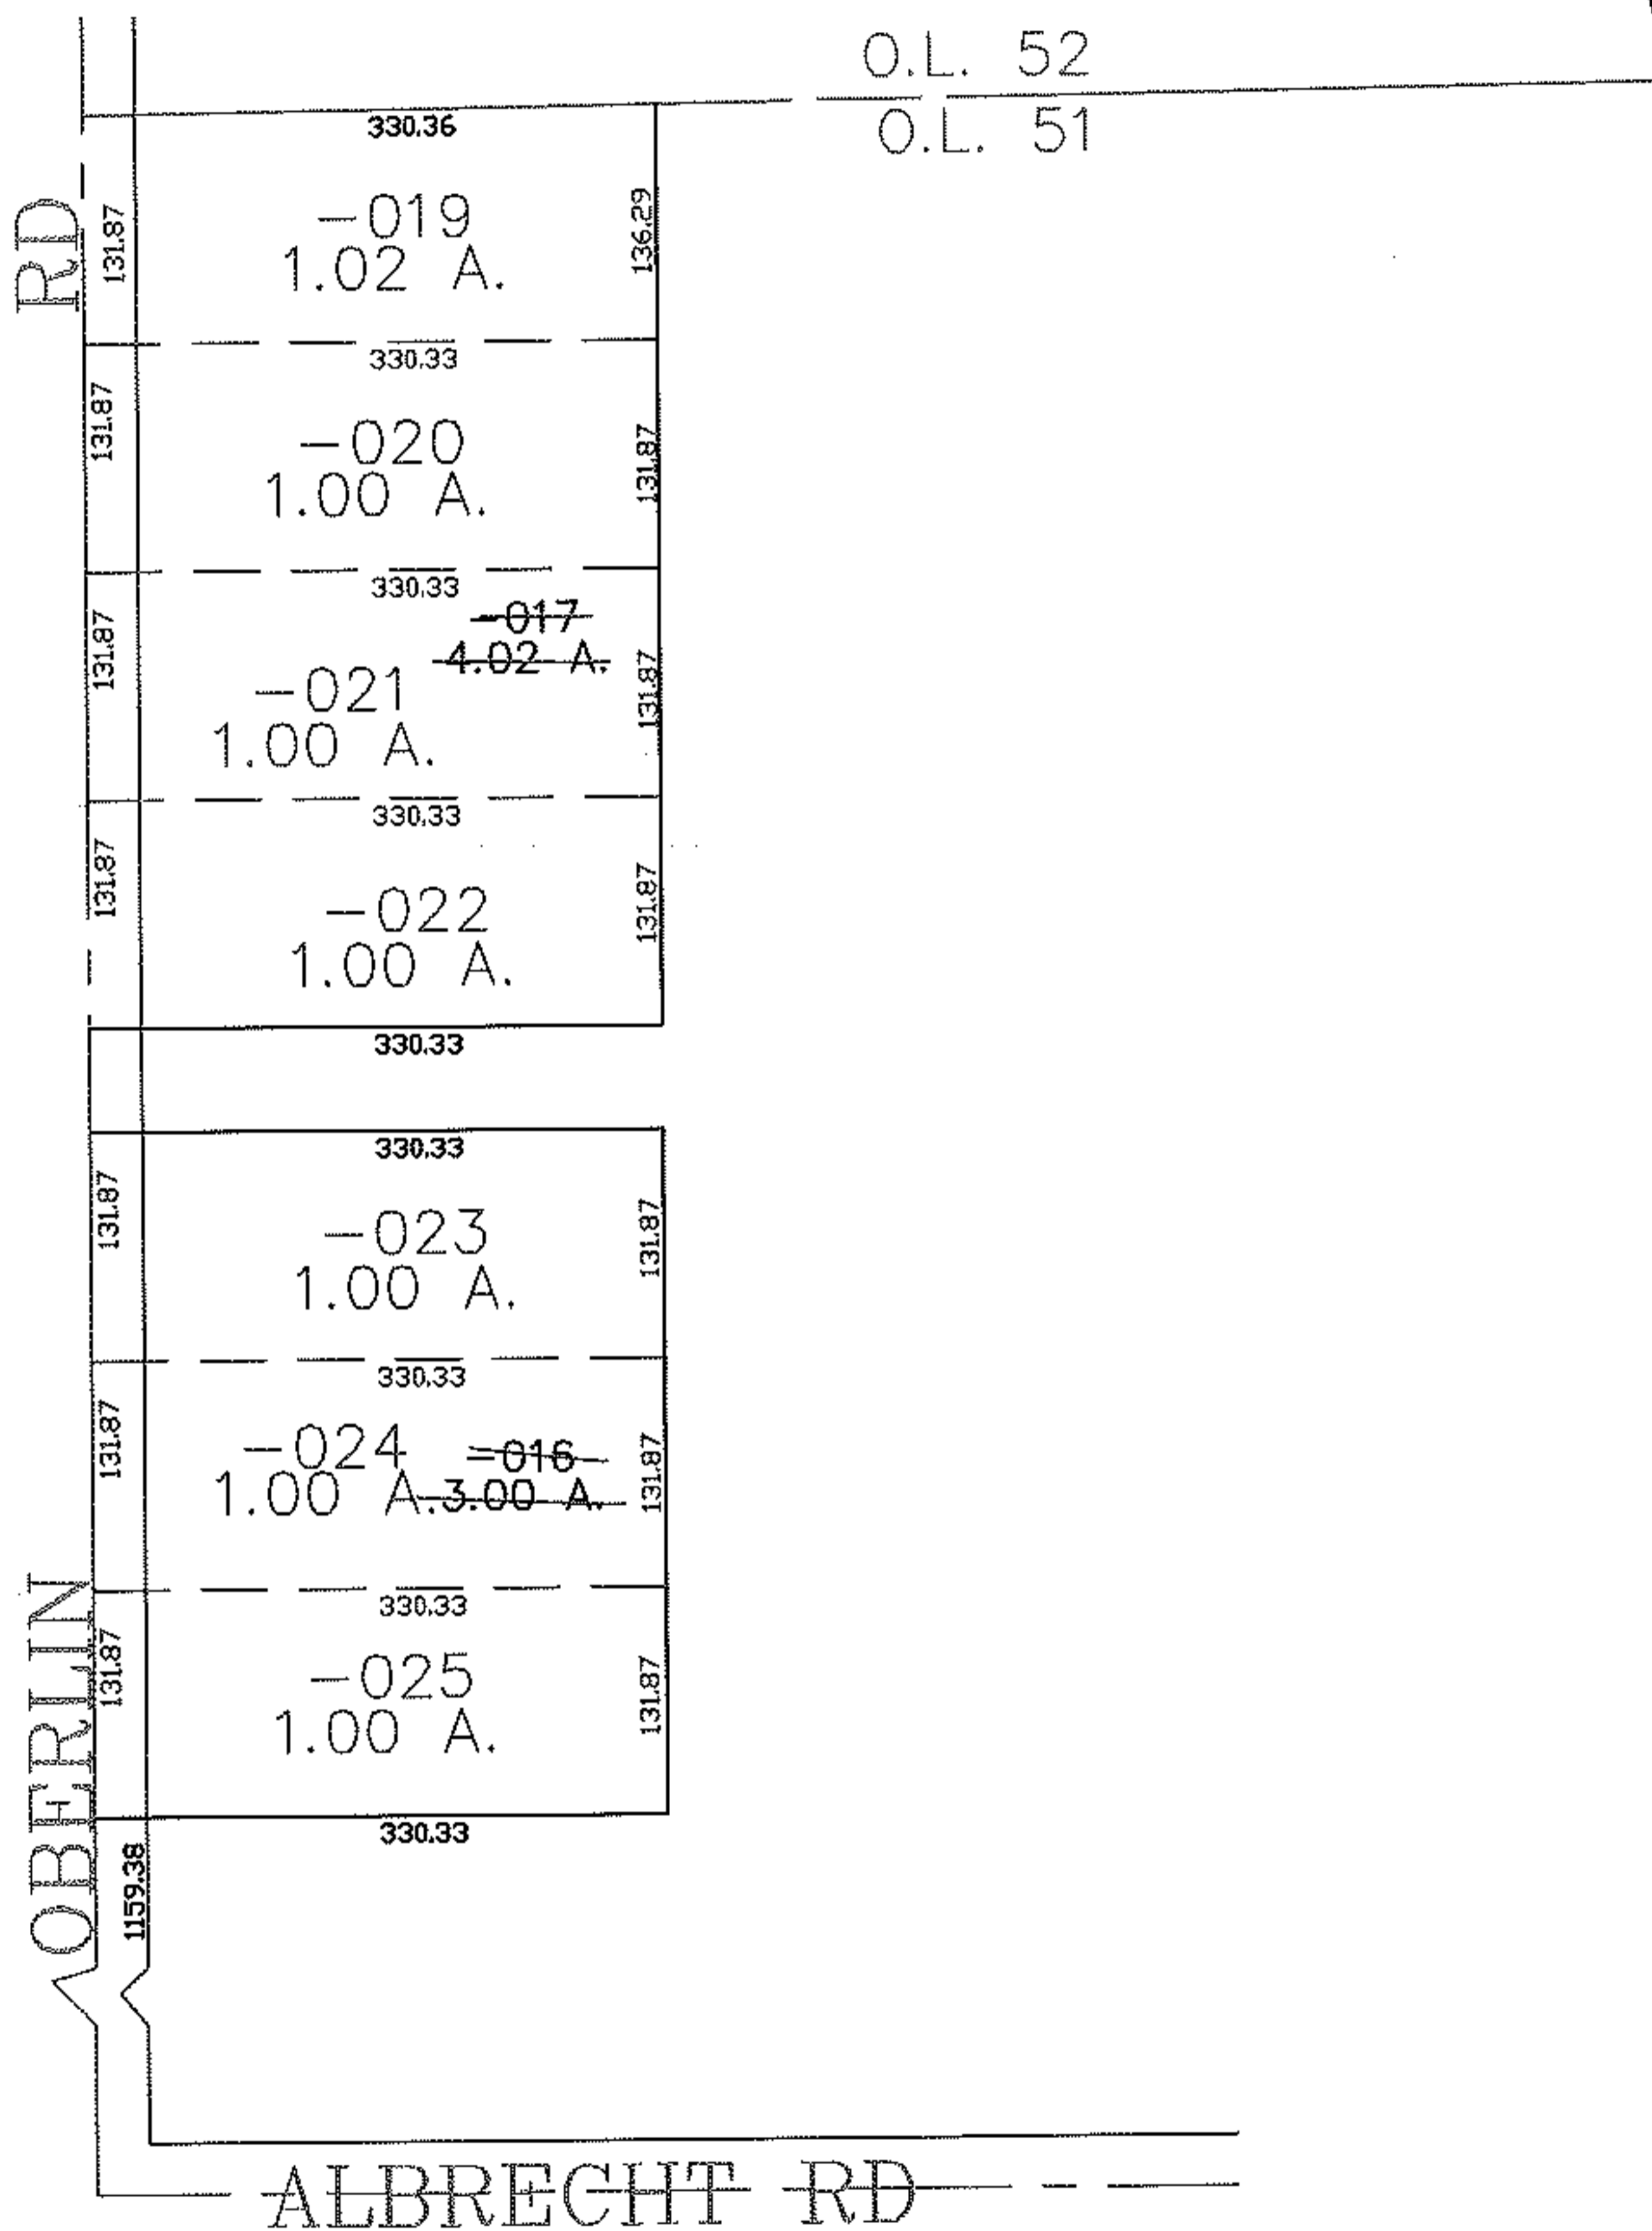 O.L. 52
O.L. 51
330.36
RD
131.87
-019
1.02 A.
136.29
330.33
131.87
-020
1.00 A.
131.87
330.33
-017
4.02 A.
131.87
-021
1.00 A.
131.87
330.33
131.87
-022
1.00 A.
131.87
330.33
330.33
131.87
-023
1.00 A.
131.87
330.33
131.87
-024
1.00 A.
-016
3.00 A.
131.87
330.33
OBERLIN
131.87
-025
1.00 A.
131.87
330.33
1159.38
ALBRECHT RD